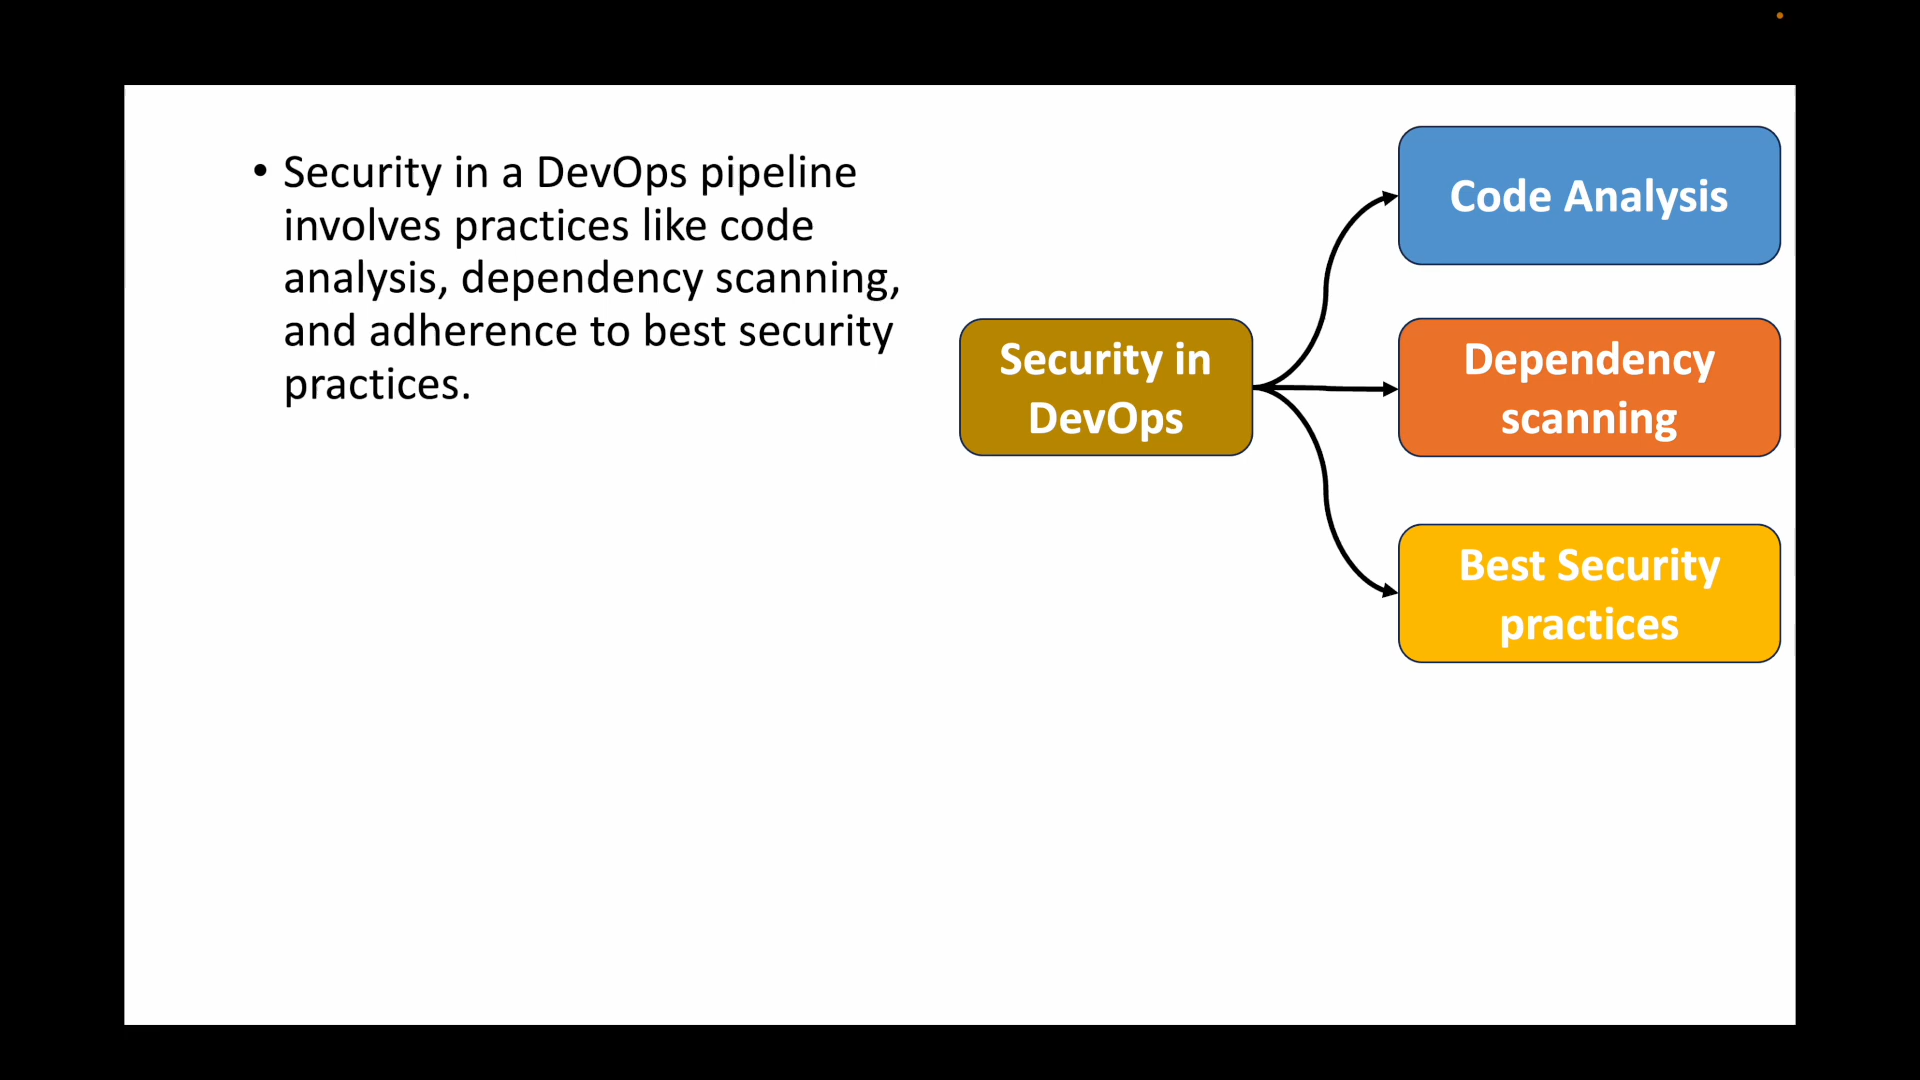 • Security in a DevOps pipeline
involves practices like code
analysis, dependency scanning,
and adherence to best security
practices.
Security in
DevOps
Code Analysis
Dependency
scanning
Best Security
practices